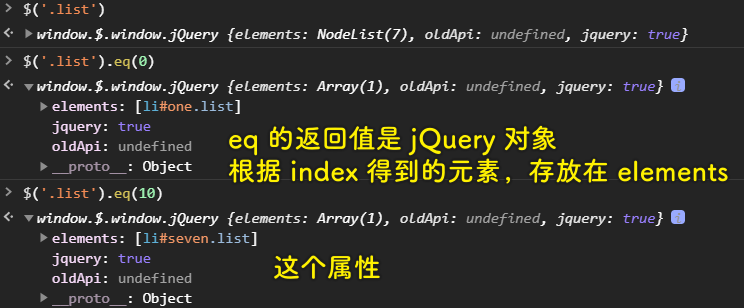 $('.list')
window.$.window.jQuery {elements: NodeList(7), oldApi: undefined, jquery: true}
$('.list').eq(0)
window.$.window.jQuery {elements: Array(1), oldApi: undefined, jquery: true} i
elements: [li#one.list]
jquery: true
oldApi: undefined
__proto__: Object
eq 的返回值是 jQuery 对象
根据 index 得到的元素，存放在 elements
$('.list').eq(10)
window.$.window.jQuery {elements: Array(1), oldApi: undefined, jquery: true} i
elements: [li#seven.list]
jquery: true
oldApi: undefined
__proto__: Object
这个属性